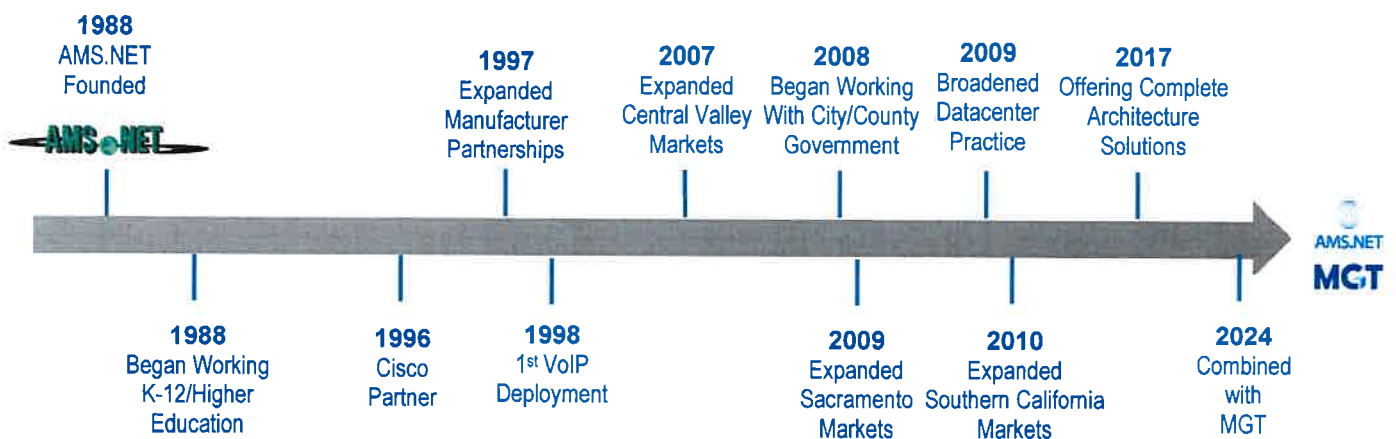 1988
AMS.NET
Founded
AMS.NET
1997
Expanded
Manufacturer
Partnerships
2007
Expanded
Central Valley
Markets
2008
Began Working
With City/County
Government
2009
Broadened
Datacenter
Practice
2017
Offering Complete
Architecture
Solutions
AMS.NET
MGT
1988
Began Working
K-12/Higher
Education
1996
Cisco
Partner
1998
1st VoIP
Deployment
2009
Expanded
Sacramento
Markets
2010
Expanded
Southern California
Markets
2024
Combined
with
MGT